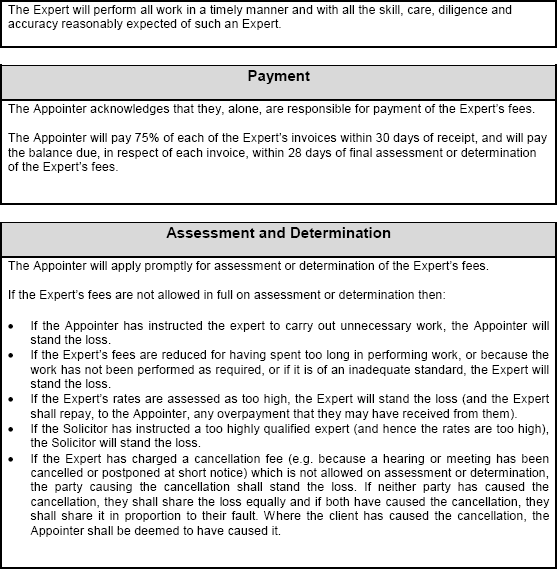 The Expert will perform all work in a timely manner and with all the skill, care, diligence and
accuracy reasonably expected of such an Expert.
Payment
The Appointer acknowledges that they, alone, are responsible for payment of the Expert's fees.
The Appointer will pay 75% of each of the Expert's invoices within 30 days of receipt, and will pay
the balance due, in respect of each invoice, within 28 days of final assessment or determination
of the Expert's fees.
Assessment and Determination
The Appointer will apply promptly for assessment or determination of the Expert's fees.
If the Expert's fees are not allowed in full on assessment or determination then:
• If the Appointer has instructed the expert to carry out unnecessary work, the Appointer will
stand the loss.
• If the Expert's fees are reduced for having spent too long in performing work, or because the
work has not been performed as required, or if it is of an inadequate standard, the Expert will
stand the loss.
• If the Expert's rates are assessed as too high, the Expert will stand the loss (and the Expert
shall repay, to the Appointer, any overpayment that they may have received from them).
• If the Solicitor has instructed a too highly qualified expert (and hence the rates are too high),
the Solicitor will stand the loss.
• If the Expert has charged a cancellation fee (e.g. because a hearing or meeting has been
cancelled or postponed at short notice) which is not allowed on assessment or determination,
the party causing the cancellation shall stand the loss. If neither party has caused the
cancellation, they shall share the loss equally and if both have caused the cancellation, they
shall share it in proportion to their fault. Where the client has caused the cancellation, the
Appointer shall be deemed to have caused it.